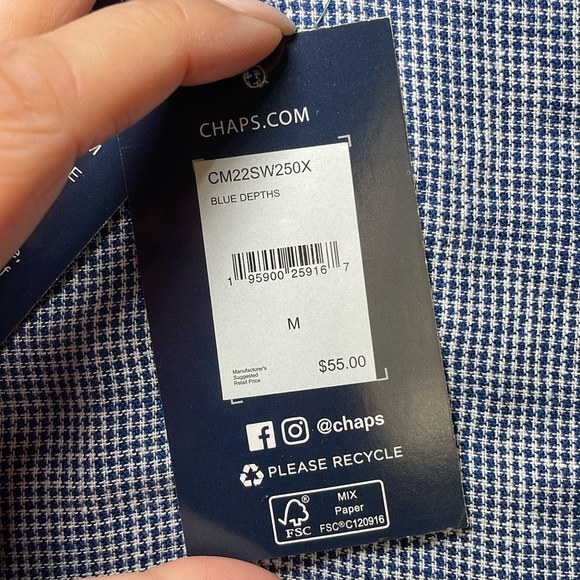 CHAPS.COM
CM22SW250X
BLUE DEPTHS
1 95900 25916 7
M
Manufacturer's
Suggested
Retail Price
$55.00
@chaps
PLEASE RECYCLE
FSC®
MIX
Paper
FSC®C120916